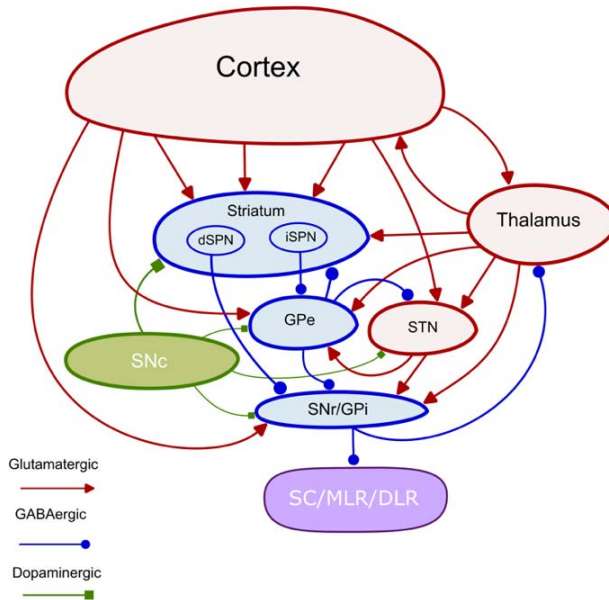 Cortex
Thalamus
Striatum
dSPN
iSPN
GPe
STN
SNc
SNr/GPi
Glutamatergic
SC/MLR/DLR
GABAergic
Dopaminergic